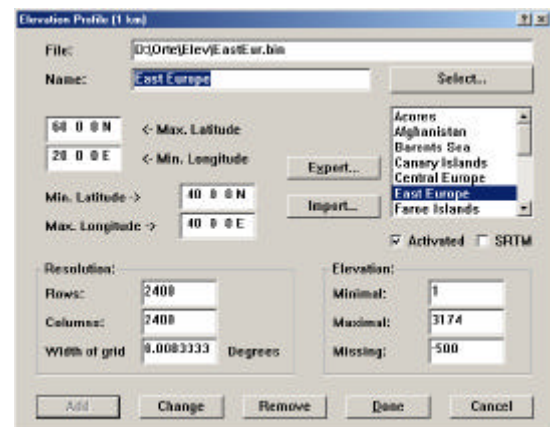 Elevation Profile (1 km)
File: D:\Orte\Elev\EastEur.bin
Name: East Europe Select...
60 0 0 N <- Max. Latitude
20 0 0 E <- Min. Longitude
Min. Latitude -> 40 0 0 N
Max. Longitude -> 40 0 0 E
Export...
Import...
Acores
Afghanistan
Barents Sea
Canary Islands
Central Europe
East Europe
Faroe Islands
Activated SRTM
Resolution:
Rows: 2400
Columns: 2400
Width of grid 0.0083333 Degrees
Elevation:
Minimal: 1
Maximal: 3174
Missing: -500
Add Change Remove Done Cancel